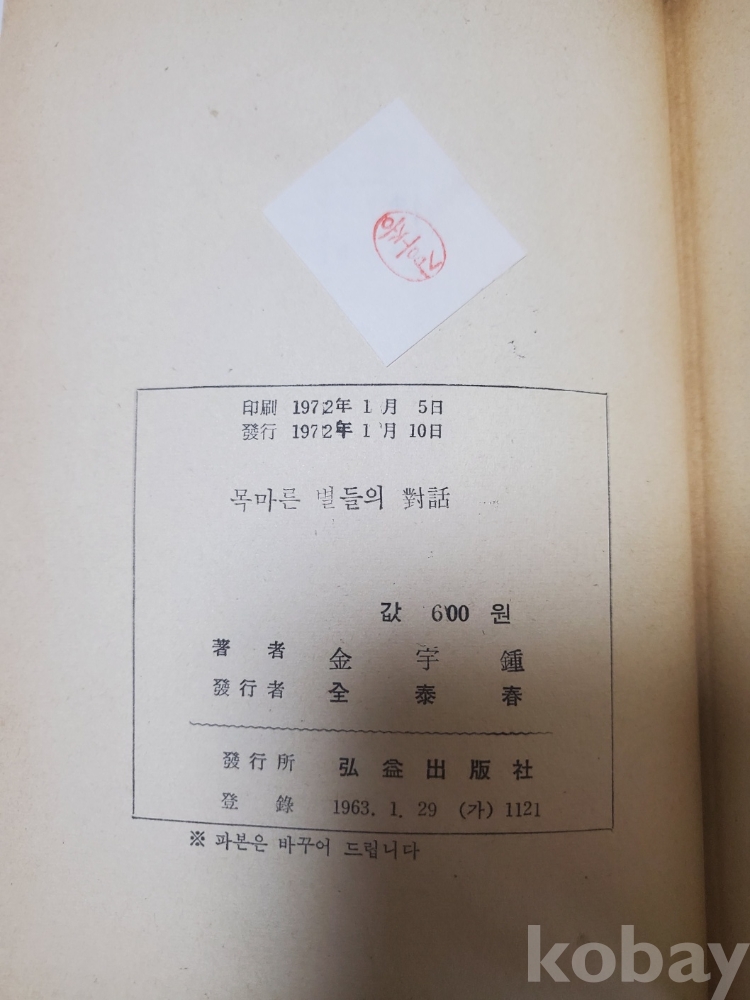 印刷 1972年 1月 5日
發行 1972年 1月 10日
목마른 별들의 對話
값 600 원
著者 金宇鍾
發行者 全泰春
發行所 弘益出版社
登錄 1963. 1. 29 (가) 1121
※ 파본은 바꾸어 드립니다
kobay